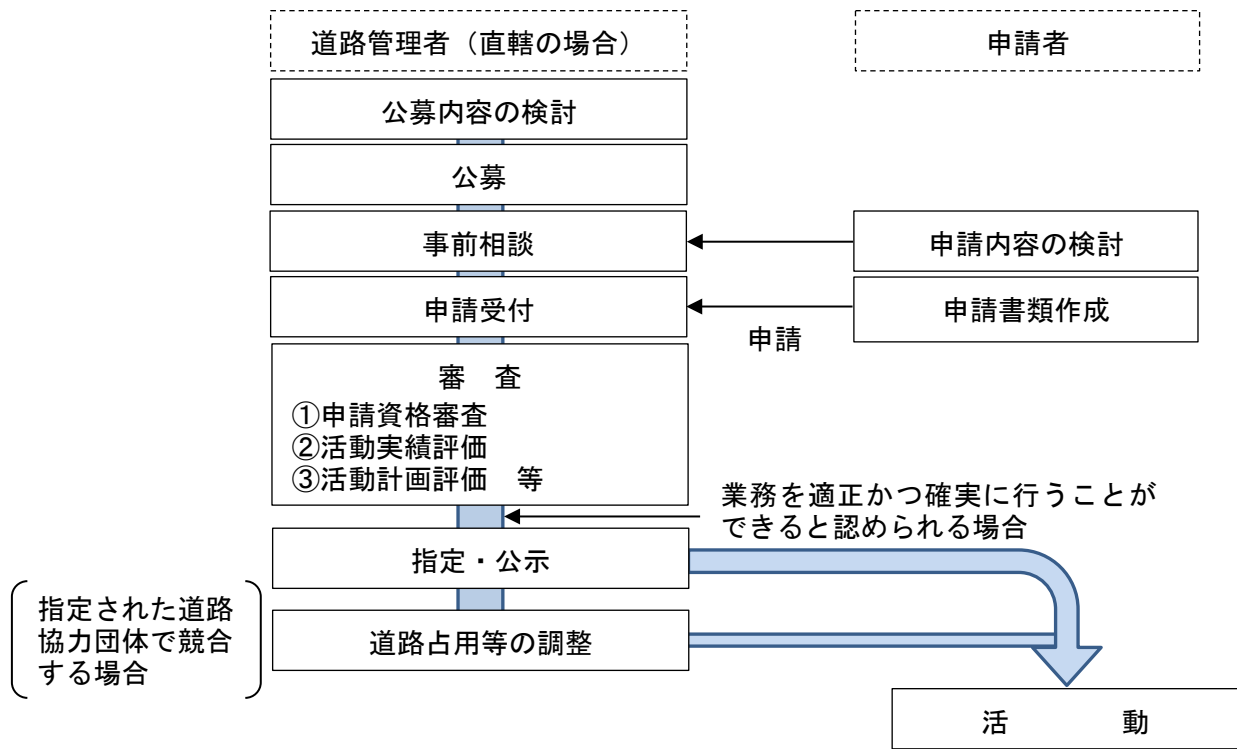 道路管理者（直轄の場合）
申請者
公募内容の検討
公募
事前相談
申請内容の検討
申請受付
申請書類作成
申請
審　査
①申請資格審査
②活動実績評価
③活動計画評価　等
業務を適正かつ確実に行うことが
できると認められる場合
指定・公示
指定された道路
協力団体で競合
する場合
道路占用等の調整
活　　　動